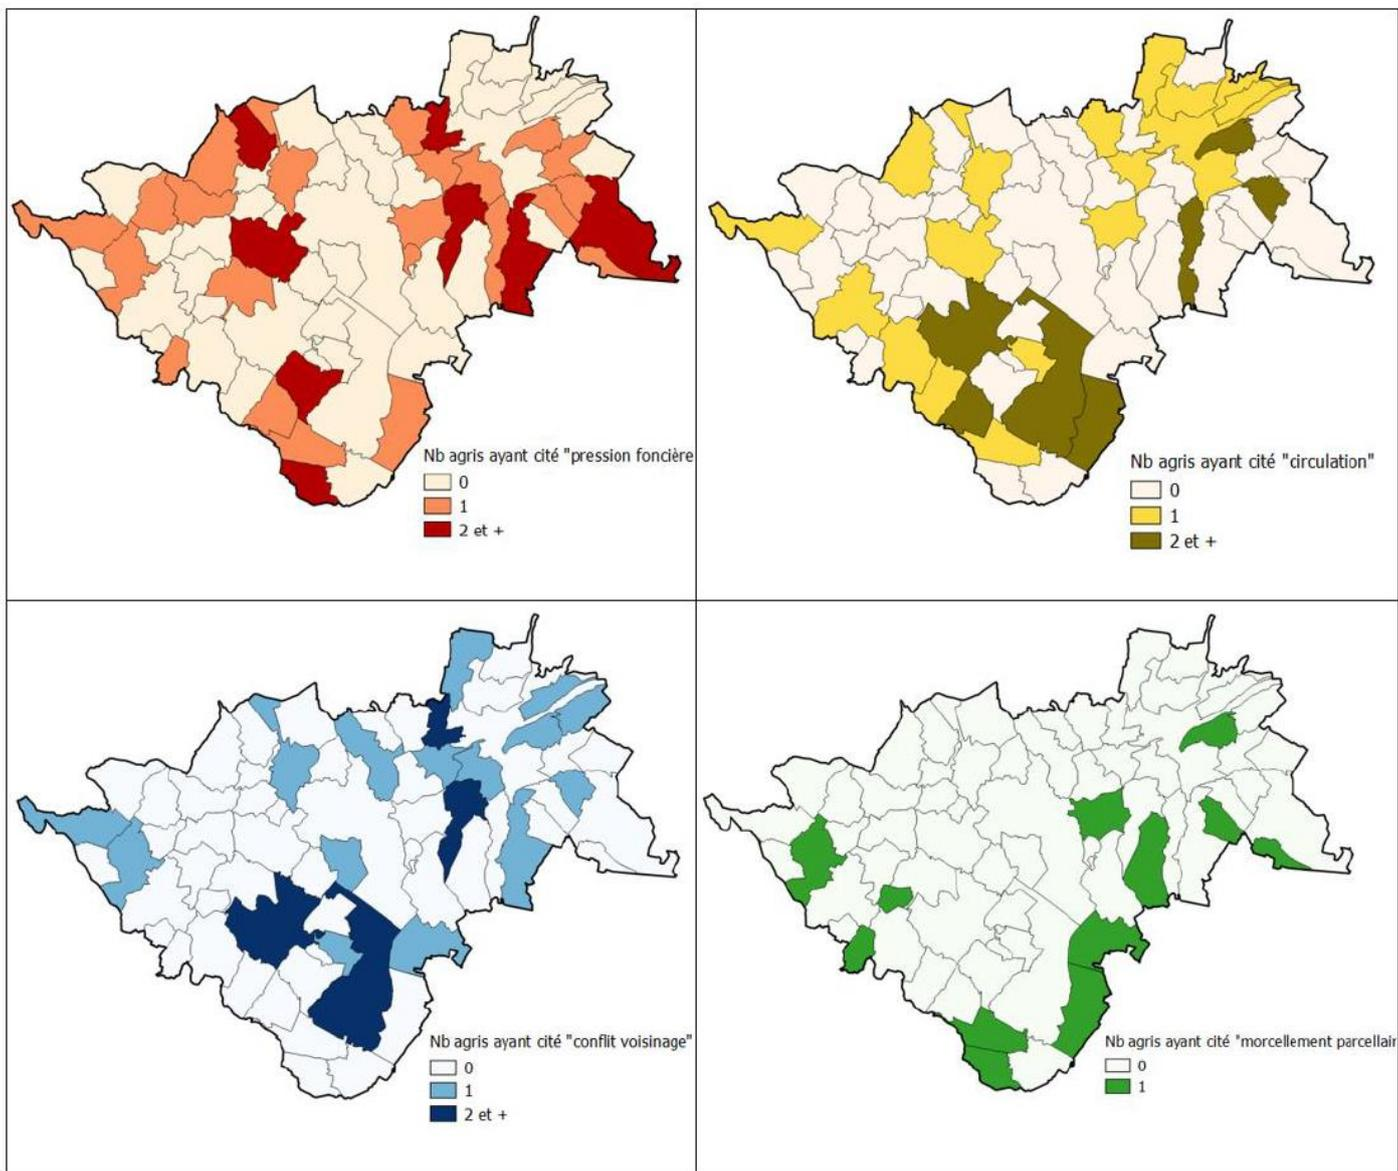 Nb agris ayant cité "pression foncière
0
1
2 et +
Nb agris ayant cité "circulation"
0
1
2 et +
Nb agris ayant cité "conflit voisinage"
0
1
2 et +
Nb agris ayant cité "morcellement parcellair
0
1